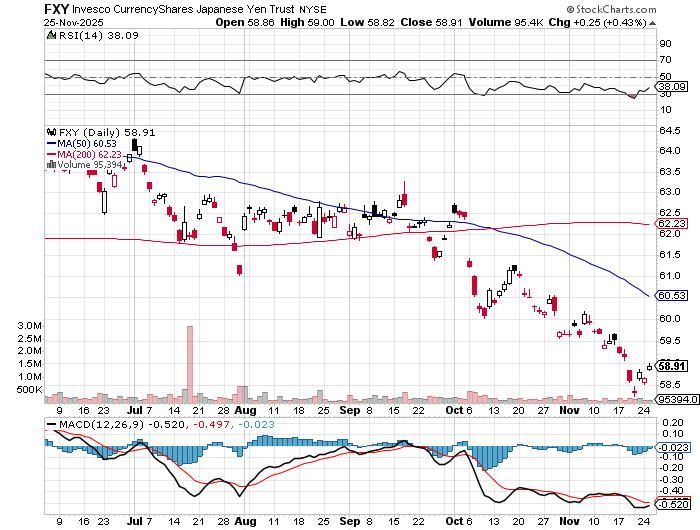 FXY Invesco CurrencyShares Japanese Yen Trust NYSE © StockCharts.com
25-Nov-2025 Open 58.86 High 59.00 Low 58.82 Close 58.91 Volume 95.4K Chg +0.25 (+0.43%)
RSI(14) 38.09
90
70
50
38.09
30
10
FXY (Daily) 58.91
MA(50) 60.53
MA(200) 62.23
Volume 95,394
64.5
64.0
63.5
63.0
62.5
62.23
62.0
61.5
61.0
60.53
60.0
59.5
58.91
58.5
95394.0
3.0M
2.5M
2.0M
1.5M
1.0M
500K
9 16 23 Jul 7 14 21 28 Aug 11 18 25 Sep 8 15 22 Oct 6 13 20 27 Nov 10 17 24
MACD(12,26,9) -0.520, -0.497, -0.023
0.20
0.10
-0.023
-0.10
-0.20
-0.30
-0.40
-0.520
9 16 23 Jul 7 14 21 28 Aug 11 18 25 Sep 8 15 22 Oct 6 13 20 27 Nov 10 17 24